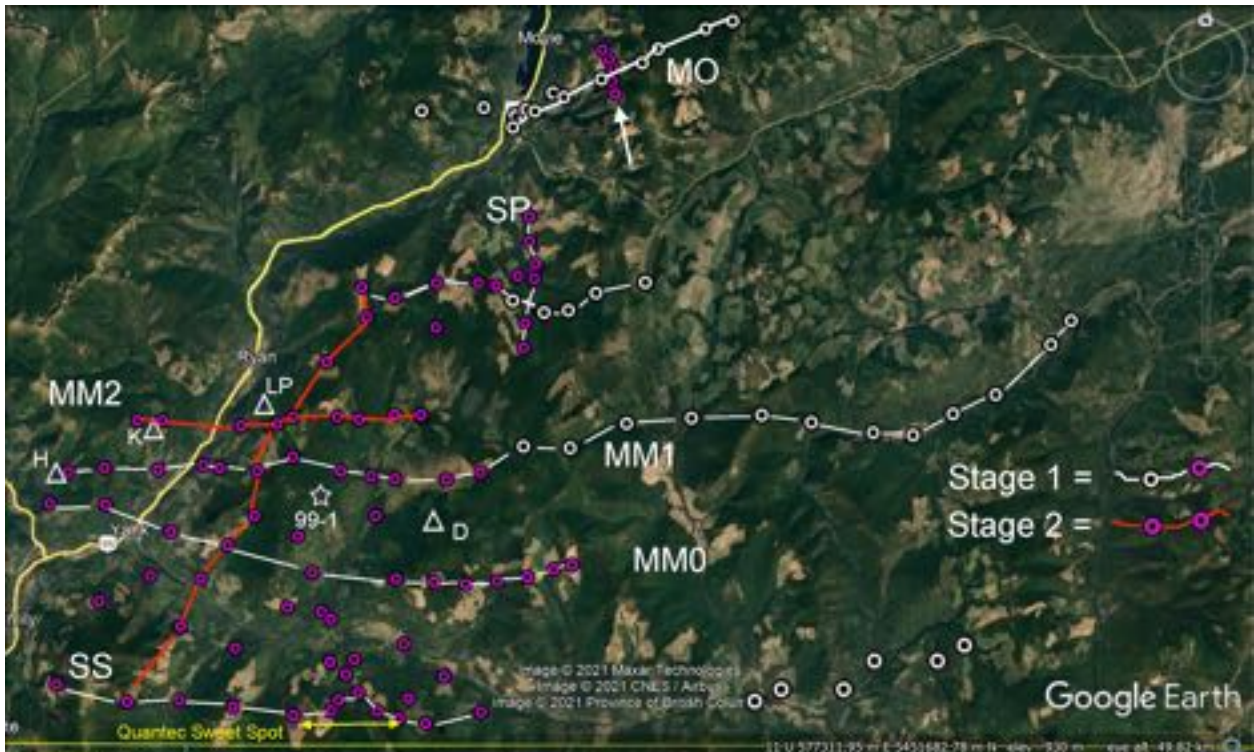 Moyie
MO
SP
Ryan
LP
MM2
K
H
MM1
Stage 1 =
99-1
D
Stage 2 =
Yahk
MM0
SS
Image © 2021 Maxar Technologies
Image © 2021 CNES / Airbus
Image © 2021 Province of British Colum
Google Earth
Quantec Sweet Spot